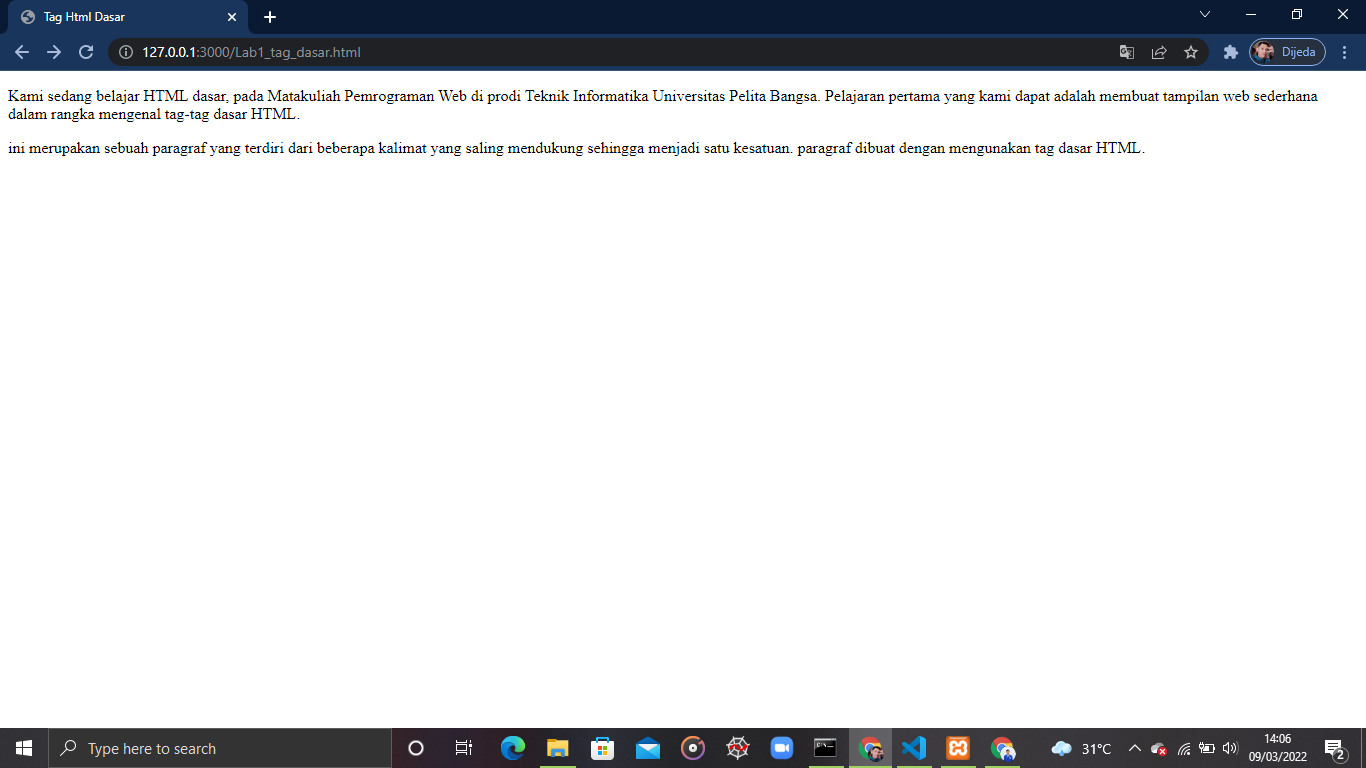 Tag Html Dasar
127.0.0.1:3000/Lab1_tag_dasar.html
Dijeda
Kami sedang belajar HTML dasar, pada Matakuliah Pemrograman Web di prodi Teknik Informatika Universitas Pelita Bangsa. Pelajaran pertama yang kami dapat adalah membuat tampilan web sederhana
dalam rangka mengenal tag-tag dasar HTML.
ini merupakan sebuah paragraf yang terdiri dari beberapa kalimat yang saling mendukung sehingga menjadi satu kesatuan. paragraf dibuat dengan mengunakan tag dasar HTML.
Type here to search
31°C
14:06
09/03/2022
2